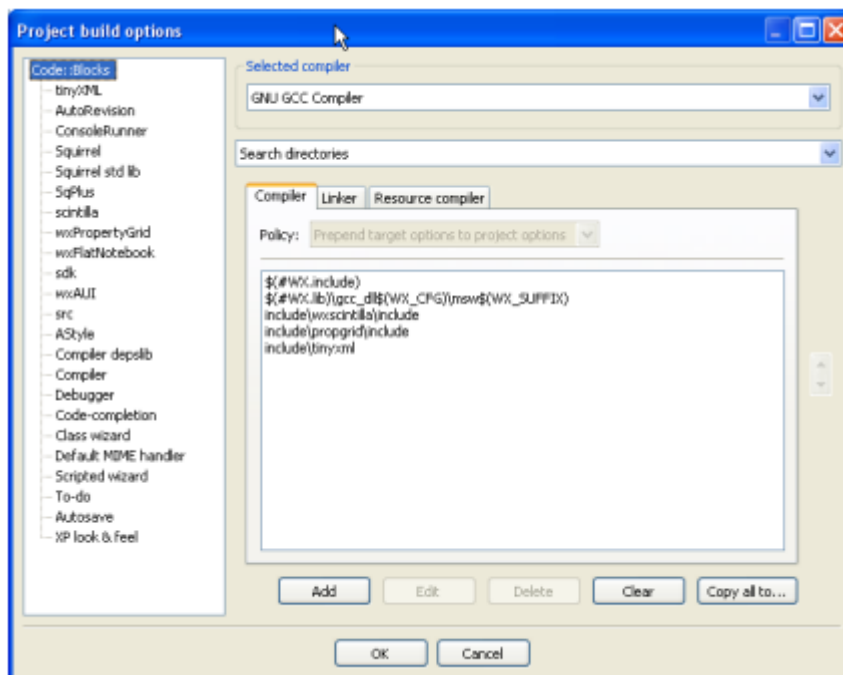 Project build options
Code::Blocks
tinyXML
AutoRevision
ConsoleRunner
Squirrel
Squirrel std lib
SqPlus
scintilla
wxPropertyGrid
wxFlatNotebook
sdk
wxAUI
src
AStyle
Compiler depslib
Compiler
Debugger
Code-completion
Class wizard
Default MIME handler
Scripted wizard
To-do
Autosave
XP look & feel
Selected compiler
GNU GCC Compiler
Search directories
Compiler Linker Resource compiler
Policy: Prepend target options to project options
$(#WX.include)
$(#WX.lib)\gcc_dll$(WX_CFG)\msw$(WX_SUFFIX)
include\wxscintilla\include
include\propgrid\include
include\tinyxml
Add Edit Delete Clear Copy all to...
OK Cancel